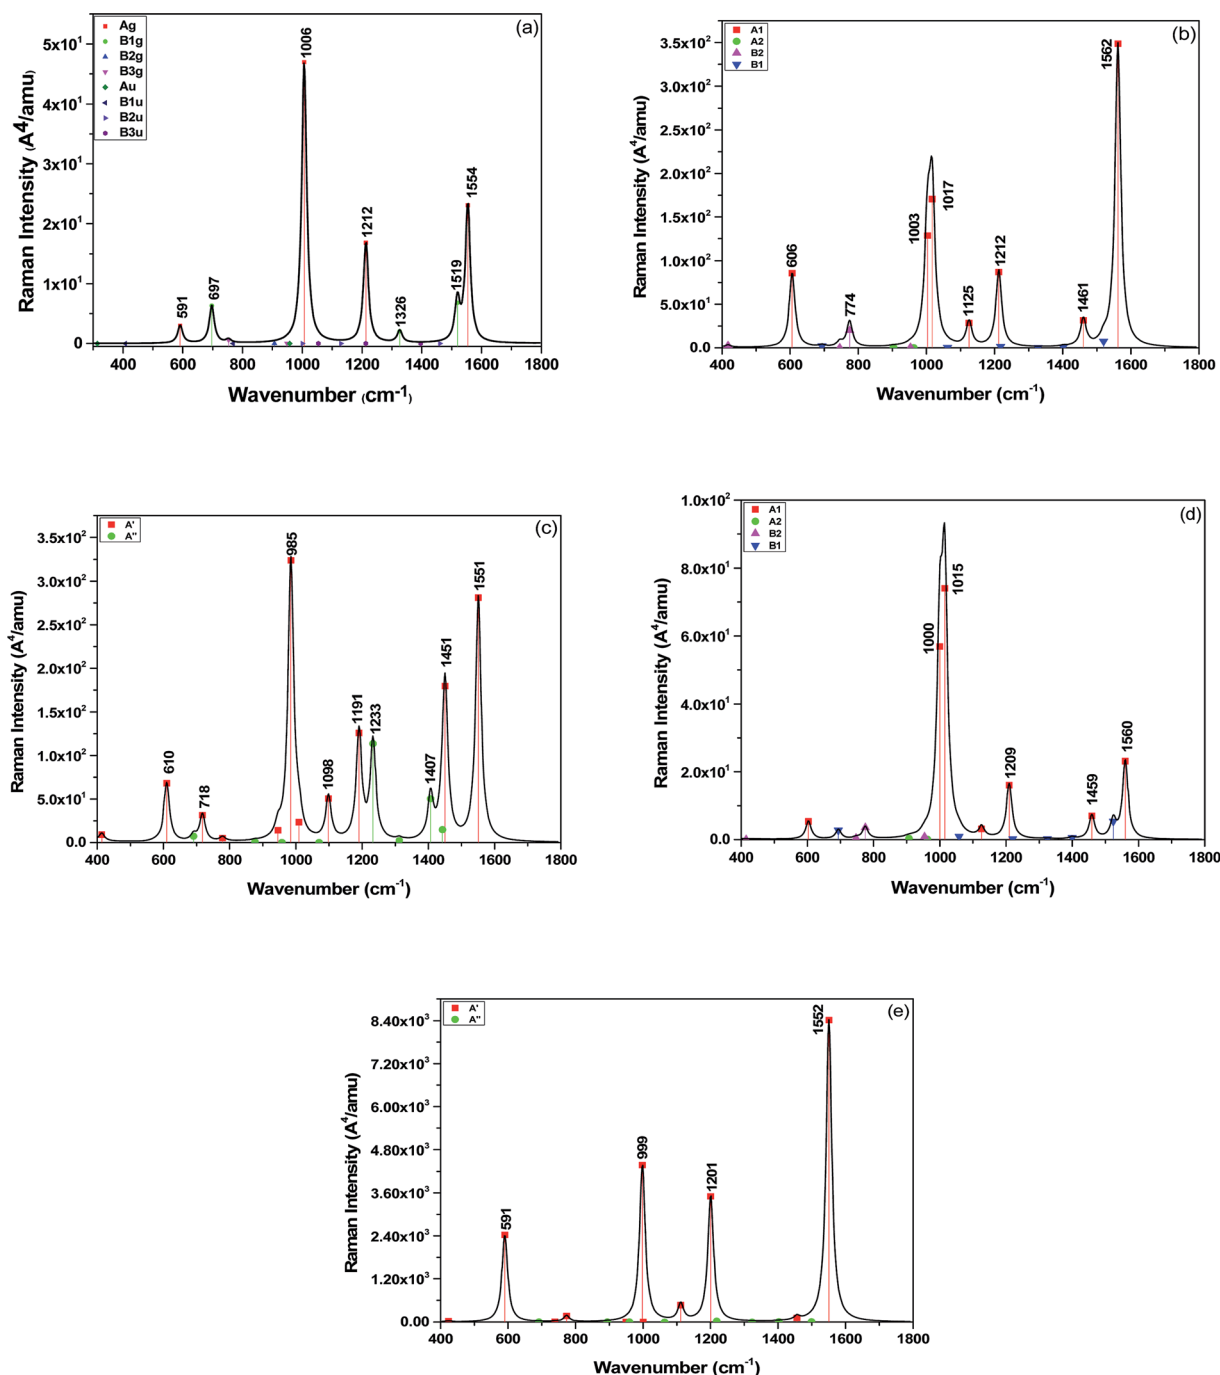 (a)
Ag
B1g
B2g
B3g
Au
B1u
B2u
B3u
5x10¹
4x10¹
3x10¹
2x10¹
1x10¹
0
Raman Intensity (A⁴/amu)
591
697
1006
1212
1326
1519
1554
400 600 800 1000 1200 1400 1600 1800
Wavenumber (cm⁻¹)
(b)
A1
A2
B2
B1
3.5x10²
3.0x10²
2.5x10²
2.0x10²
1.5x10²
1.0x10²
5.0x10¹
0.0
Raman Intensity (A⁴/amu)
606
774
1003
1017
1125
1212
1461
1562
400 600 800 1000 1200 1400 1600 1800
Wavenumber (cm⁻¹)
(c)
A'
A''
3.5x10²
3.0x10²
2.5x10²
2.0x10²
1.5x10²
1.0x10²
5.0x10¹
0.0
Raman Intensity (A⁴/amu)
610
718
985
1098
1191
1233
1407
1451
1551
400 600 800 1000 1200 1400 1600 1800
Wavenumber (cm⁻¹)
(d)
A1
A2
B2
B1
1.0x10²
8.0x10¹
6.0x10¹
4.0x10¹
2.0x10¹
0.0
Raman Intensity (A⁴/amu)
1000
1015
1209
1459
1560
400 600 800 1000 1200 1400 1600 1800
Wavenumber (cm⁻¹)
(e)
A'
A''
8.40x10³
7.20x10³
6.00x10³
4.80x10³
3.60x10³
2.40x10³
1.20x10³
0.00
Raman Intensity (A⁴/amu)
591
999
1201
1552
400 600 800 1000 1200 1400 1600 1800
Wavenumber (cm⁻¹)